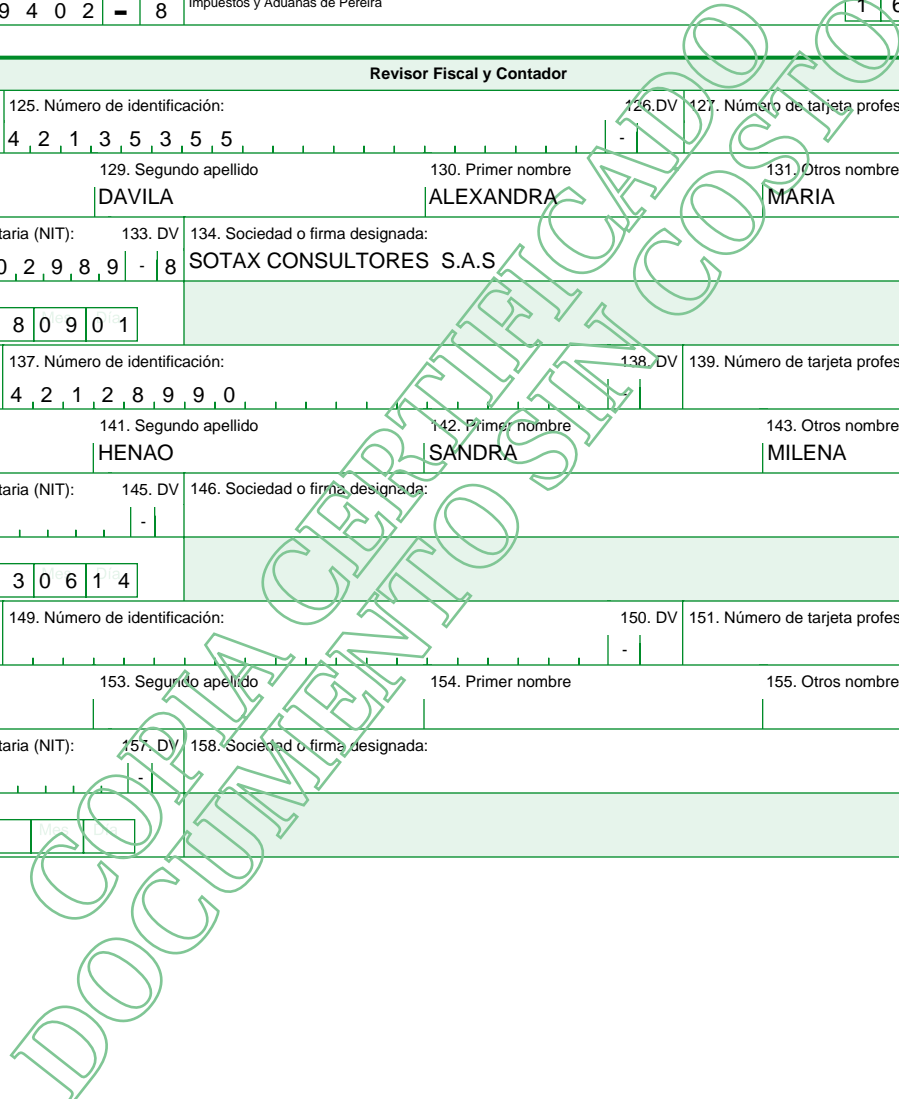 9 4 0 2 - 8 Impuestos y Aduanas de Pereira 1 6
Revisor Fiscal y Contador
125. Número de identificación: 126.DV 127. Número de tarjeta profes
4 2 1 3 5 3 5 5 -
129. Segundo apellido 130. Primer nombre 131. Otros nombre
DAVILA ALEXANDRA MARIA
taria (NIT): 133. DV 134. Sociedad o firma designada:
0 2 9 8 9 - 8 SOTAX CONSULTORES S.A.S
8 0 9 0 1
137. Número de identificación: 138. DV 139. Número de tarjeta profes
4 2 1 2 8 9 9 0 -
141. Segundo apellido 142. Primer nombre 143. Otros nombre
HENAO SANDRA MILENA
taria (NIT): 145. DV 146. Sociedad o firma designada:
-
3 0 6 1 4
149. Número de identificación: 150. DV 151. Número de tarjeta profes
-
153. Segundo apellido 154. Primer nombre 155. Otros nombre
taria (NIT): 157. DV 158. Sociedad o firma designada:
-
Mes Día
COPIA CERTIFICADO
DOCUMENTO SIN COSTO